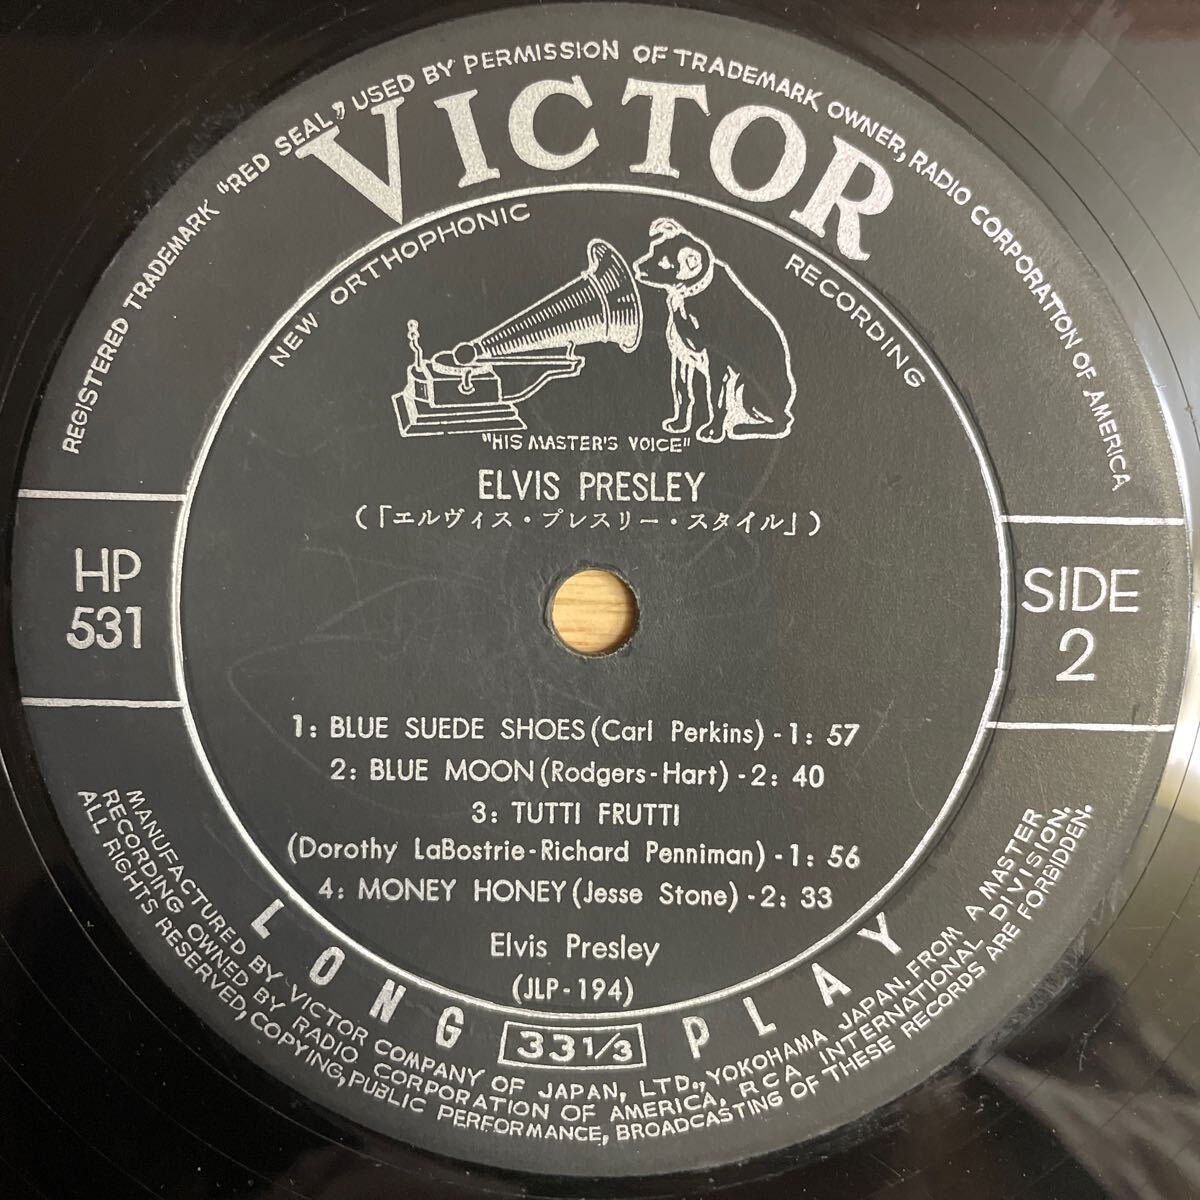 REGISTERED TRADEMARK "RED SEAL," USED BY PERMISSION OF TRADEMARK OWNER, RADIO CORPORATION OF AMERICA
VICTOR
NEW ORTHOPHONIC RECORDING
"HIS MASTER'S VOICE"
ELVIS PRESLEY
(「エルヴィス・プレスリー・スタイル」)
HP
531
SIDE
2
1: BLUE SUEDE SHOES (Carl Perkins) - 1: 57
2: BLUE MOON (Rodgers-Hart) - 2: 40
3: TUTTI FRUTTI
(Dorothy LaBostrie-Richard Penniman) - 1: 56
4: MONEY HONEY (Jesse Stone) - 2: 33
Elvis Presley
(JLP-194)
LONG 33 1/3 PLAY
MANUFACTURED BY VICTOR COMPANY OF JAPAN, LTD., YOKOHAMA JAPAN. FROM A MASTER
RECORDING OWNED BY RADIO CORPORATION OF AMERICA, RCA INTERNATIONAL DIVISION.
ALL RIGHTS RESERVED, COPYING, PUBLIC PERFORMANCE, BROADCASTING OF THESE RECORDS ARE FORBIDDEN.